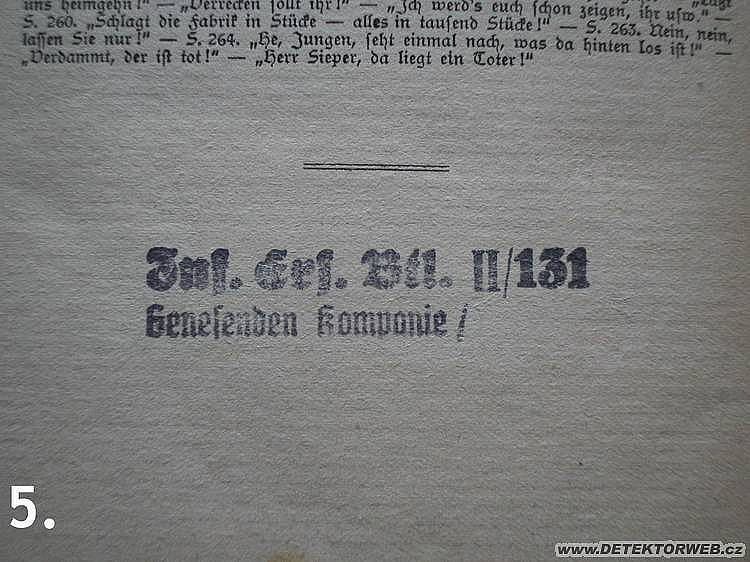 uns heimgehn!" — „Verrecken sollt ihr!" — „Ich werd's euch schon zeigen, ihr usw." —
S. 260. „Schlagt die Fabrik in Stücke — alles in tausend Stücke!" — S. 263. Nein, nein,
lassen Sie nur!" — S. 264. „He, Jungen, seht einmal nach, was da hinten los ist!" —
„Verdammt, der ist tot!" — „Herr Sieper, da liegt ein Toter!"
Inf. Ers. Btl. II/131
Genesenden Kompanie/
5.
www.DETEKTORWEB.cz